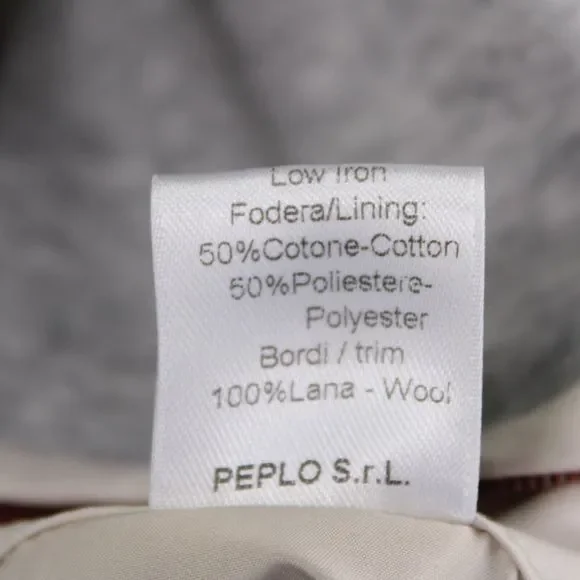 Low Iron
Fodera/Lining:
50%Cotone-Cotton
50%Poliestere-
Polyester
Bordi / trim
100%Lana - Wool
PEPLO S.r.L.